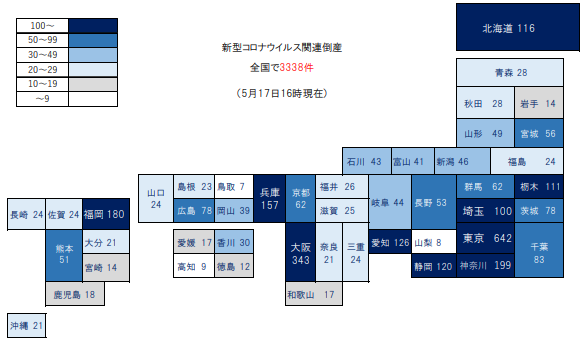 100～
50～99
30～49
20～29
10～19
～9
新型コロナウイルス関連倒産
全国で3338件
（5月17日16時現在）
北海道 116
青森 28
秋田 28
岩手 14
山形 49
宮城 56
石川 43
富山 41
新潟 46
福島 24
山口 24
島根 23
鳥取 7
兵庫 157
京都 62
福井 26
岐阜 44
長野 53
群馬 62
栃木 111
長崎 24
佐賀 24
福岡 180
広島 78
岡山 39
滋賀 25
埼玉 100
茨城 78
熊本 51
大分 21
愛媛 17
香川 30
大阪 343
奈良 21
三重 24
愛知 126
山梨 8
東京 642
千葉 83
宮崎 14
高知 9
徳島 12
静岡 120
神奈川 199
鹿児島 18
和歌山 17
沖縄 21